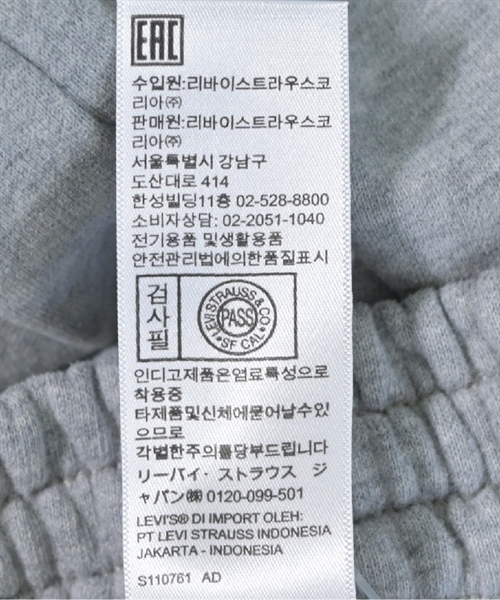 EAC
수입원:리바이스트라우스코
리아㈜
판매원:리바이스트라우스코
리아㈜
서울특별시 강남구
도산대로 414
한성빌딩11층 02-528-8800
소비자상담: 02-2051-1040
전기용품 및생활용품
안전관리법에의한품질표시
검
사
필
LEVI STRAUSS & CO
PASS
SF CAL
인디고제품은염료특성으로
착용중
타제품및신체에묻어날수있
으므로
각별한주의를당부드립니다
リーバイ・ストラウス ジ
ャパン㈱ 0120-099-501
LEVI'S® DI IMPORT OLEH:
PT LEVI STRAUSS INDONESIA
JAKARTA - INDONESIA
S110761 AD